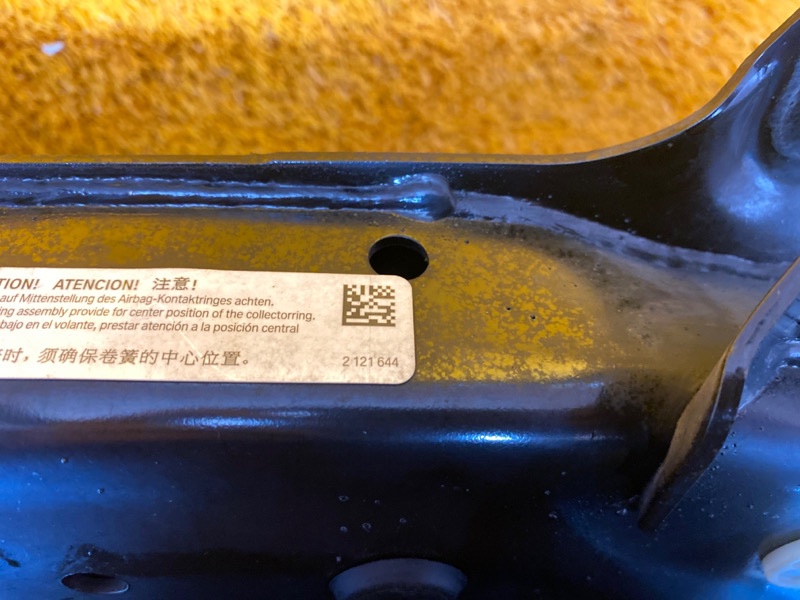 TION! ATENCION! 注意!
auf Mittenstellung des Airbag-Kontaktringes achten.
ing assembly provide for center position of the collectorring.
bajo en el volante, prestar atención a la posición central
时，须确保卷簧的中心位置。
2 121 644